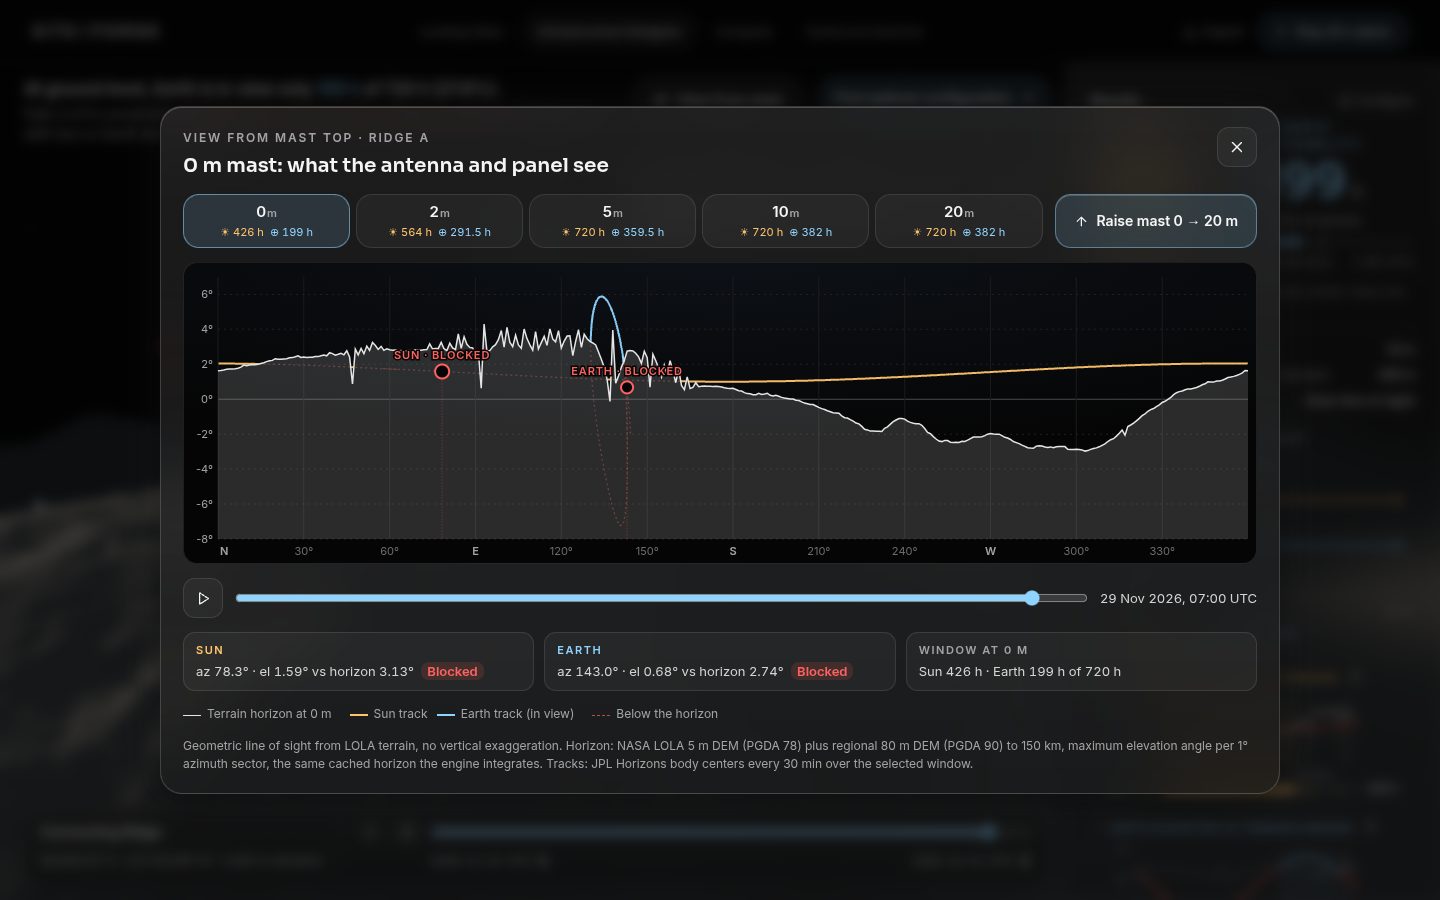 VIEW FROM MAST TOP · RIDGE A
0 m mast: what the antenna and panel see
0 m
☀ 426 h ⊕ 199 h
2 m
☀ 564 h ⊕ 291.5 h
5 m
☀ 720 h ⊕ 359.5 h
10 m
☀ 720 h ⊕ 382 h
20 m
☀ 720 h ⊕ 382 h
↑ Raise mast 0 → 20 m
6°
4°
2°
0°
-2°
-4°
-6°
-8°
SUN · BLOCKED
EARTH · BLOCKED
N 30° 60° E 120° 150° S 210° 240° W 300° 330°
29 Nov 2026, 07:00 UTC
SUN
az 78.3° · el 1.59° vs horizon 3.13° Blocked
EARTH
az 143.0° · el 0.68° vs horizon 2.74° Blocked
WINDOW AT 0 M
Sun 426 h · Earth 199 h of 720 h
Terrain horizon at 0 m Sun track Earth track (in view) Below the horizon
Geometric line of sight from LOLA terrain, no vertical exaggeration. Horizon: NASA LOLA 5 m DEM (PGDA 78) plus regional 80 m DEM (PGDA 90) to 150 km, maximum elevation angle per 1°
azimuth sector, the same cached horizon the engine integrates. Tracks: JPL Horizons body centers every 30 min over the selected window.